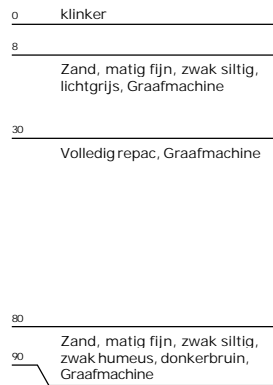 0 klinker
8
Zand, matig fijn, zwak siltig,
lichtgrijs, Graafmachine
30
Volledig repac, Graafmachine
80
Zand, matig fijn, zwak siltig,
90 zwak humeus, donkerbruin,
Graafmachine